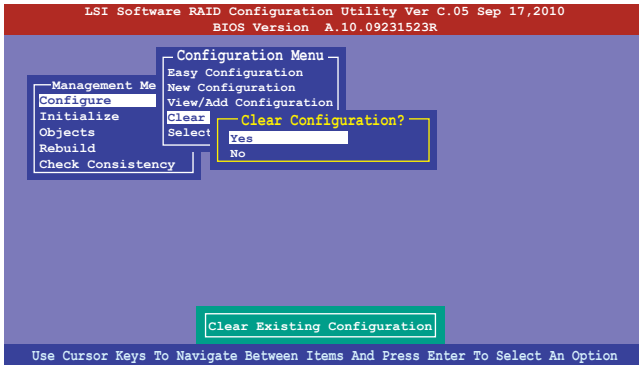 LSI Software RAID Configuration Utility Ver C.05 Sep 17,2010
BIOS Version A.10.09231523R
Configuration Menu
Easy Configuration
New Configuration
View/Add Configuration
Clear
Select
Management Me
Configure
Initialize
Objects
Rebuild
Check Consistency
Clear Configuration?
Yes
No
Clear Existing Configuration
Use Cursor Keys To Navigate Between Items And Press Enter To Select An Option